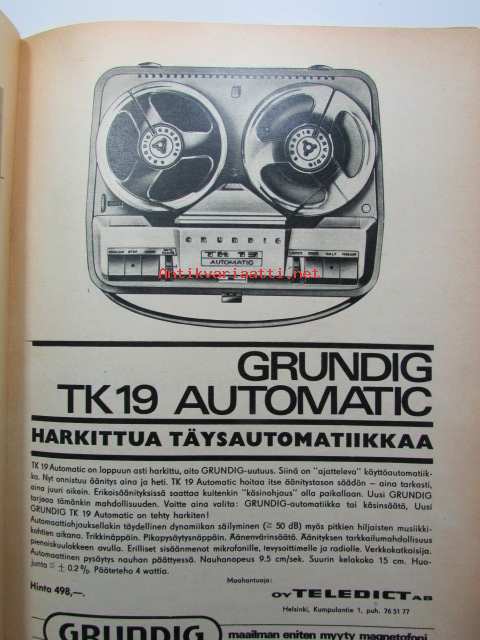 GRUNDIG
TK 19
AUTOMATIC
Antikvariaatti.net
GRUNDIG
TK19 AUTOMATIC
HARKITTUA TÄYSAUTOMATIIKKAA
TK 19 Automatic on loppuun asti harkittu, aito GRUNDIG-uutuus. Siinä on "ajatteleva" käyttöautomatiik-
ka. Nyt onnistuu äänitys aina ja heti. TK 19 Automatic hoitaa itse äänitystason säädön – aina tarkasti,
aina juuri oikein. Erikoisäänityksissä saattaa kuitenkin "käsinohjaus" olla paikallaan. Uusi GRUNDIG
tarjoaa tämänkin mahdollisuuden. Voitte aina valita: GRUNDIG-automatiikka tai käsinsäätö. Uusi
GRUNDIG TK 19 Automatic on tehty harkiten!
Automaattiohjauksellakin täydellinen dynamiikan säilyminen (≥ 50 dB) myös pitkien hiljaisten musiikki-
kohtien aikana. Trikkinäppäin. Pikapysäytysnäppäin. Äänenvärinsäätö. Äänityksen tarkkailumahdollisuus
pienoiskuulokkeen avulla. Erilliset sisäänmenot mikrofonille, levysoittimelle ja radiolle. Verkkokatkaisija.
Automaattinen pysäytys nauhan päättyessä. Nauhanopeus 9.5 cm/sek. Suurin kelakoko 15 cm. Huo-
junta = ± 0.2 %. Pääteteho 4 wattia.
Hinta 498,—.
Maahantuoja:
OY TELEDICT AB
Helsinki, Kumpulantie 1, puh. 76 51 77
GRUNDIG
maailman eniten myyty magnetofoni